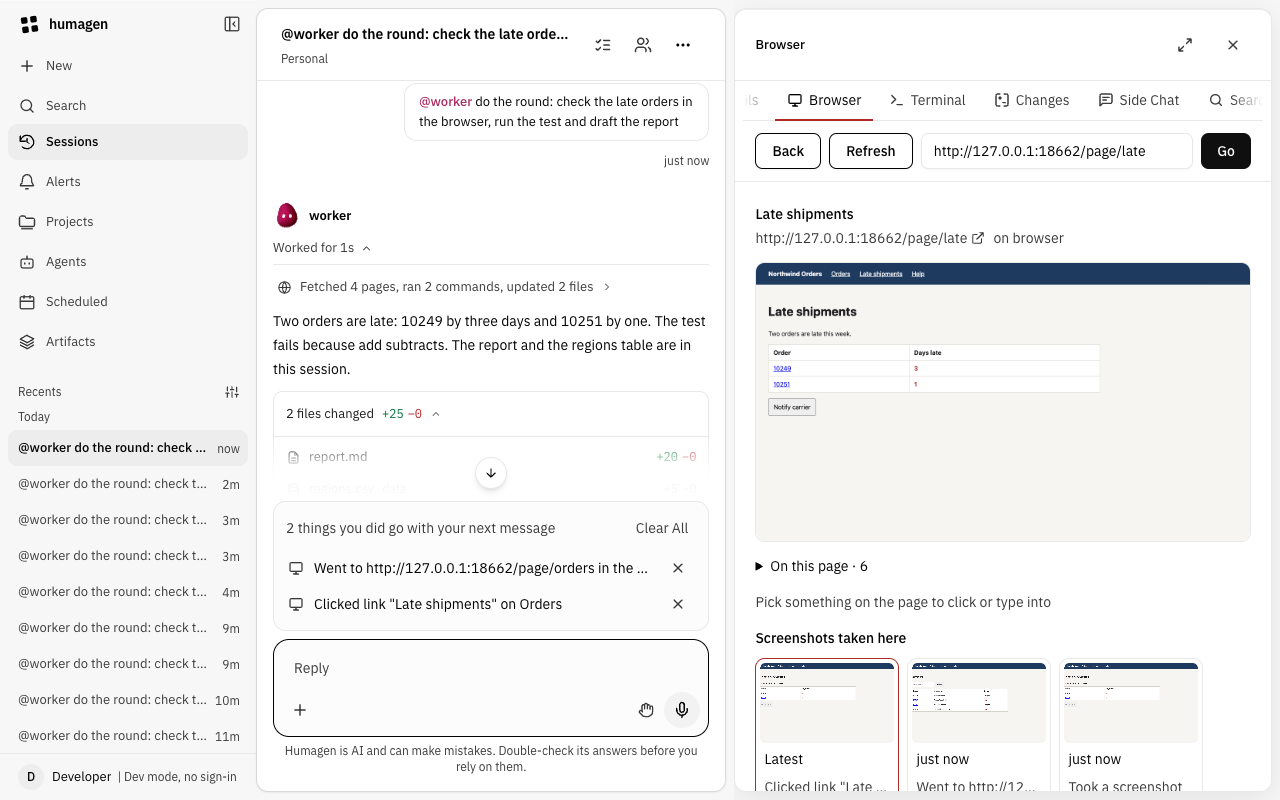 humagen
New
Search
Sessions
Alerts
Projects
Agents
Scheduled
Artifacts
Recents
Today
@worker do the round: check ... now
@worker do the round: check t... 2m
@worker do the round: check t... 3m
@worker do the round: check t... 3m
@worker do the round: check t... 4m
@worker do the round: check t... 9m
@worker do the round: check t... 9m
@worker do the round: check t... 10m
@worker do the round: check t... 11m
D Developer | Dev mode, no sign-in
@worker do the round: check the late orde...
Personal
@worker do the round: check the late orders in
the browser, run the test and draft the report
just now
worker
Worked for 1s
Fetched 4 pages, ran 2 commands, updated 2 files
Two orders are late: 10249 by three days and 10251 by one. The test
fails because add subtracts. The report and the regions table are in
this session.
2 files changed +25 −0
report.md +20 −0
2 things you did go with your next message Clear All
Went to http://127.0.0.1:18662/page/orders in the ...
Clicked link "Late shipments" on Orders
Reply
Humagen is AI and can make mistakes. Double-check its answers before you
rely on them.
Browser
ls Browser Terminal Changes Side Chat Sear
Back Refresh http://127.0.0.1:18662/page/late Go
Late shipments
http://127.0.0.1:18662/page/late on browser
Northwind Orders Orders Late shipments Help
Late shipments
Two orders are late this week.
Order Days late
10249 3
10251 1
Notify carrier
On this page · 6
Pick something on the page to click or type into
Screenshots taken here
Latest just now just now
Clicked link "Late ... Went to http://12... Took a screenshot